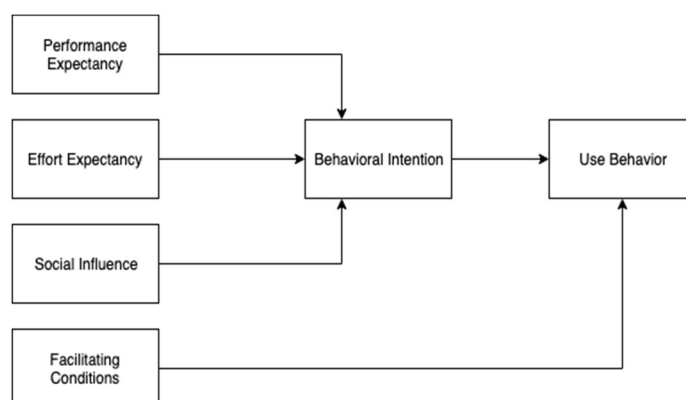 Performance
Expectancy
Effort Expectancy
Behavioral Intention
Use Behavior
Social Influence
Facilitating
Conditions